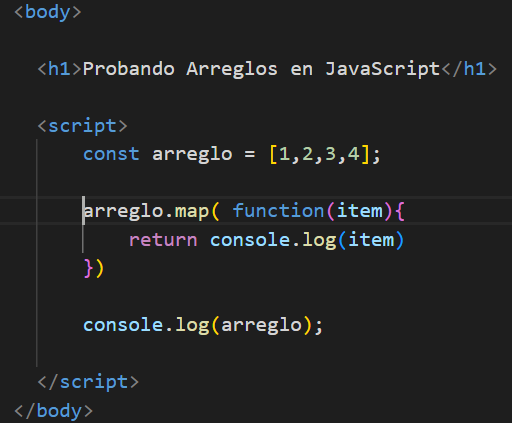 <body>
<h1>Probando Arreglos en JavaScript</h1>
<script>
const arreglo = [1,2,3,4];
arreglo.map( function(item){
return console.log(item)
})
console.log(arreglo);
</script>
</body>